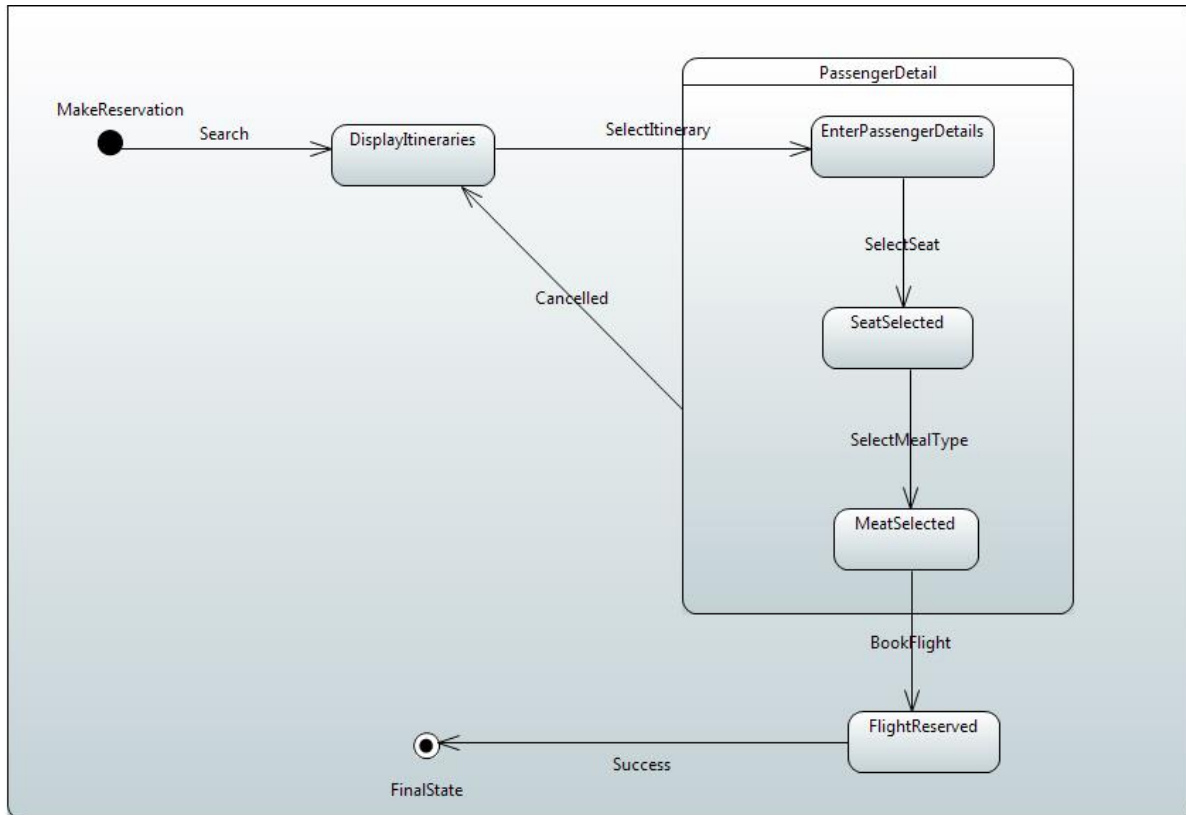 PassengerDetail
MakeReservation
Search
DisplayItineraries
SelectItinerary
EnterPassengerDetails
SelectSeat
Cancelled
SeatSelected
SelectMealType
MeatSelected
BookFlight
FlightReserved
Success
FinalState